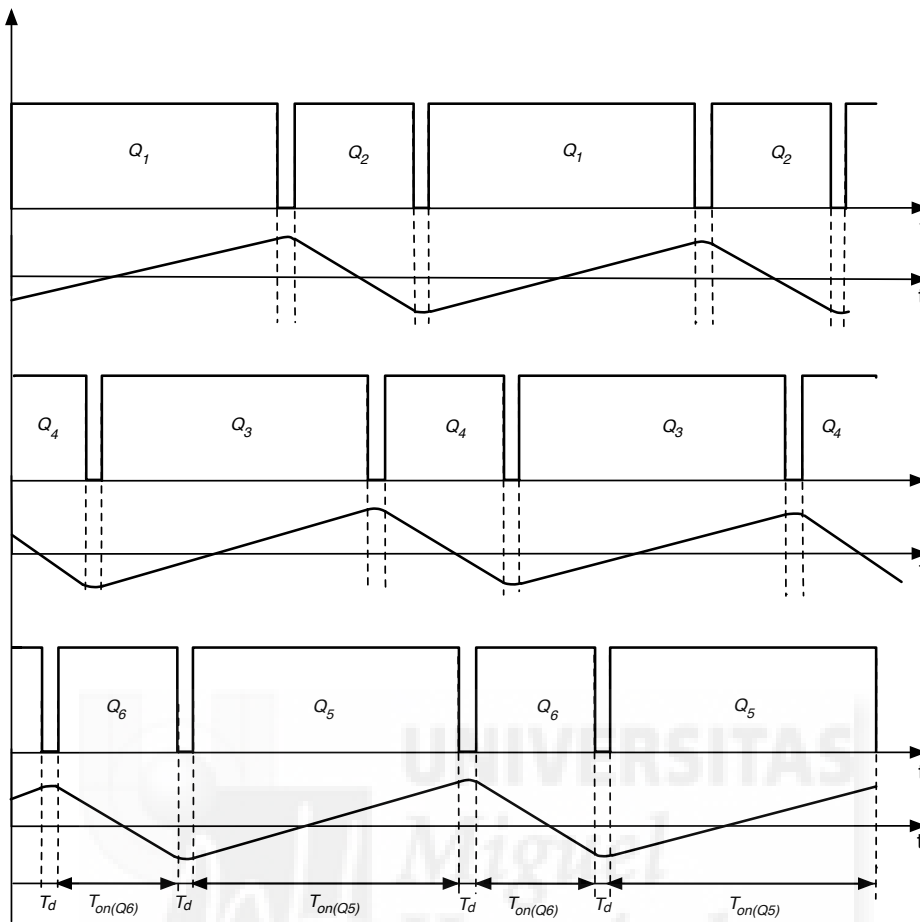 Q1 Q2 Q1 Q2
t
t
Q4 Q3 Q4 Q3 Q4
t
t
Q6 Q5 Q6 Q5
t
UNIVERSITAS
t
Miguel
Td Ton(Q6) Td Ton(Q5) Td Ton(Q6) Td Ton(Q5)